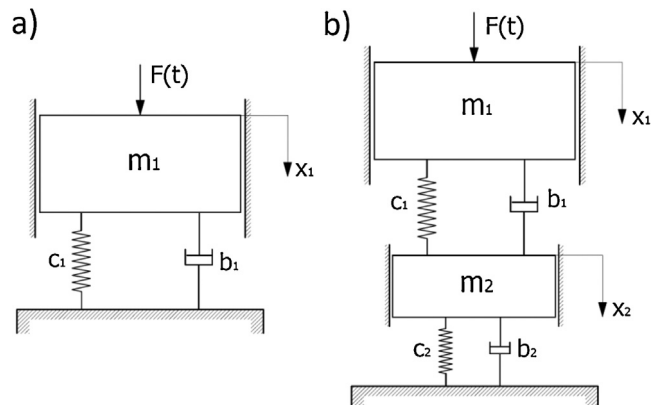 a)
F(t)
m₁
x₁
c₁
b₁
b)
F(t)
m₁
x₁
c₁
b₁
m₂
x₂
c₂
b₂